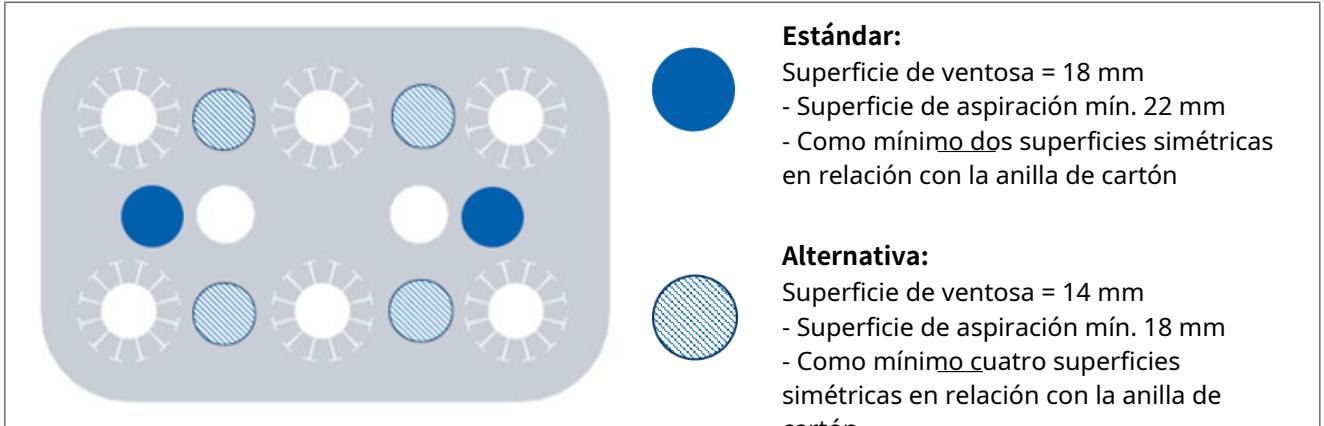 Estándar:
Superficie de ventosa = 18 mm
- Superficie de aspiración mín. 22 mm
- Como mínimo dos superficies simétricas
en relación con la anilla de cartón
Alternativa:
Superficie de ventosa = 14 mm
- Superficie de aspiración mín. 18 mm
- Como mínimo cuatro superficies
simétricas en relación con la anilla de